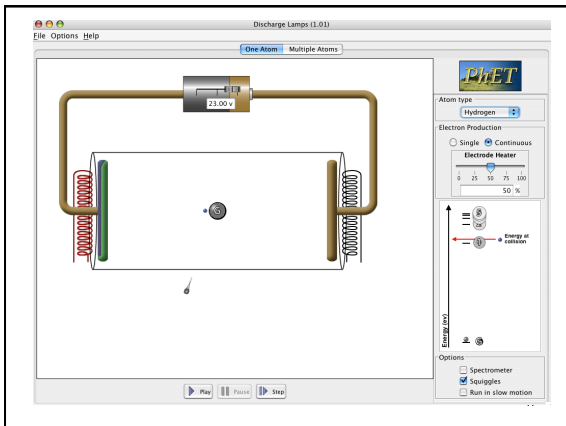 Discharge Lamps (1.01)
File Options Help
One Atom Multiple Atoms
23.00 v
PhET
Atom type
Hydrogen
Electron Production
Single Continuous
Electrode Heater
0 25 50 75 100
50 %
Energy at
collision
G
Energy (ev)
G
Options
Spectrometer
Squiggles
Run in slow motion
Play Pause Step